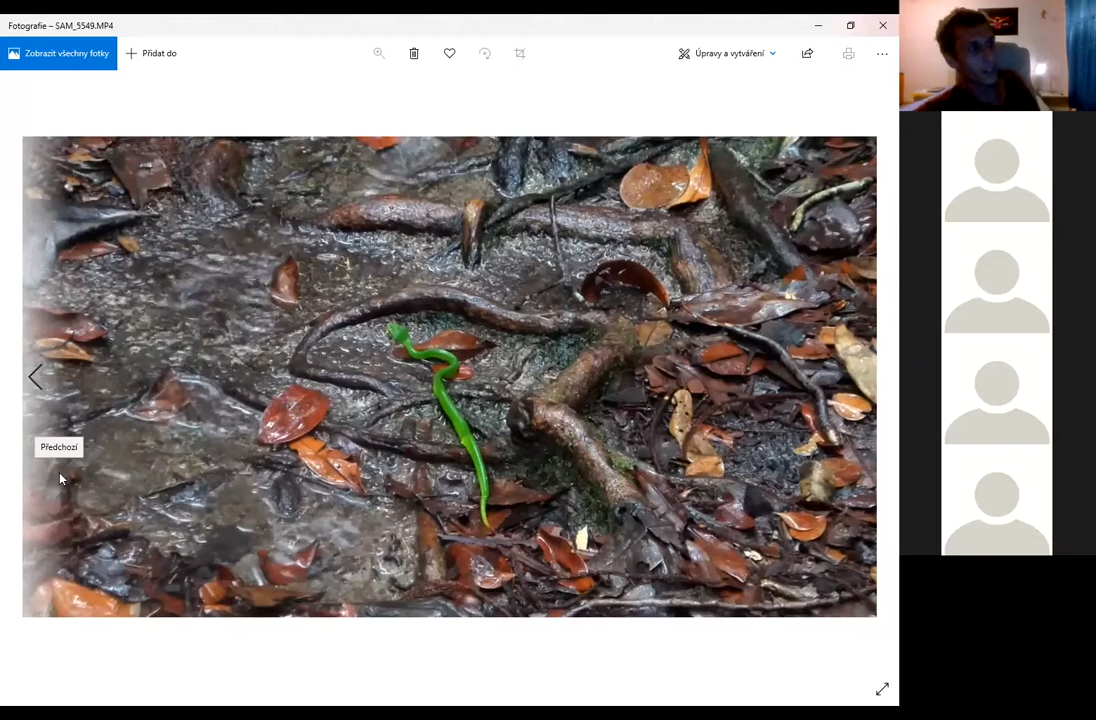 Fotografie – SAM_5549.MP4
Zobrazit všechny fotky
Přidat do
Úpravy a vytváření
Předchozí